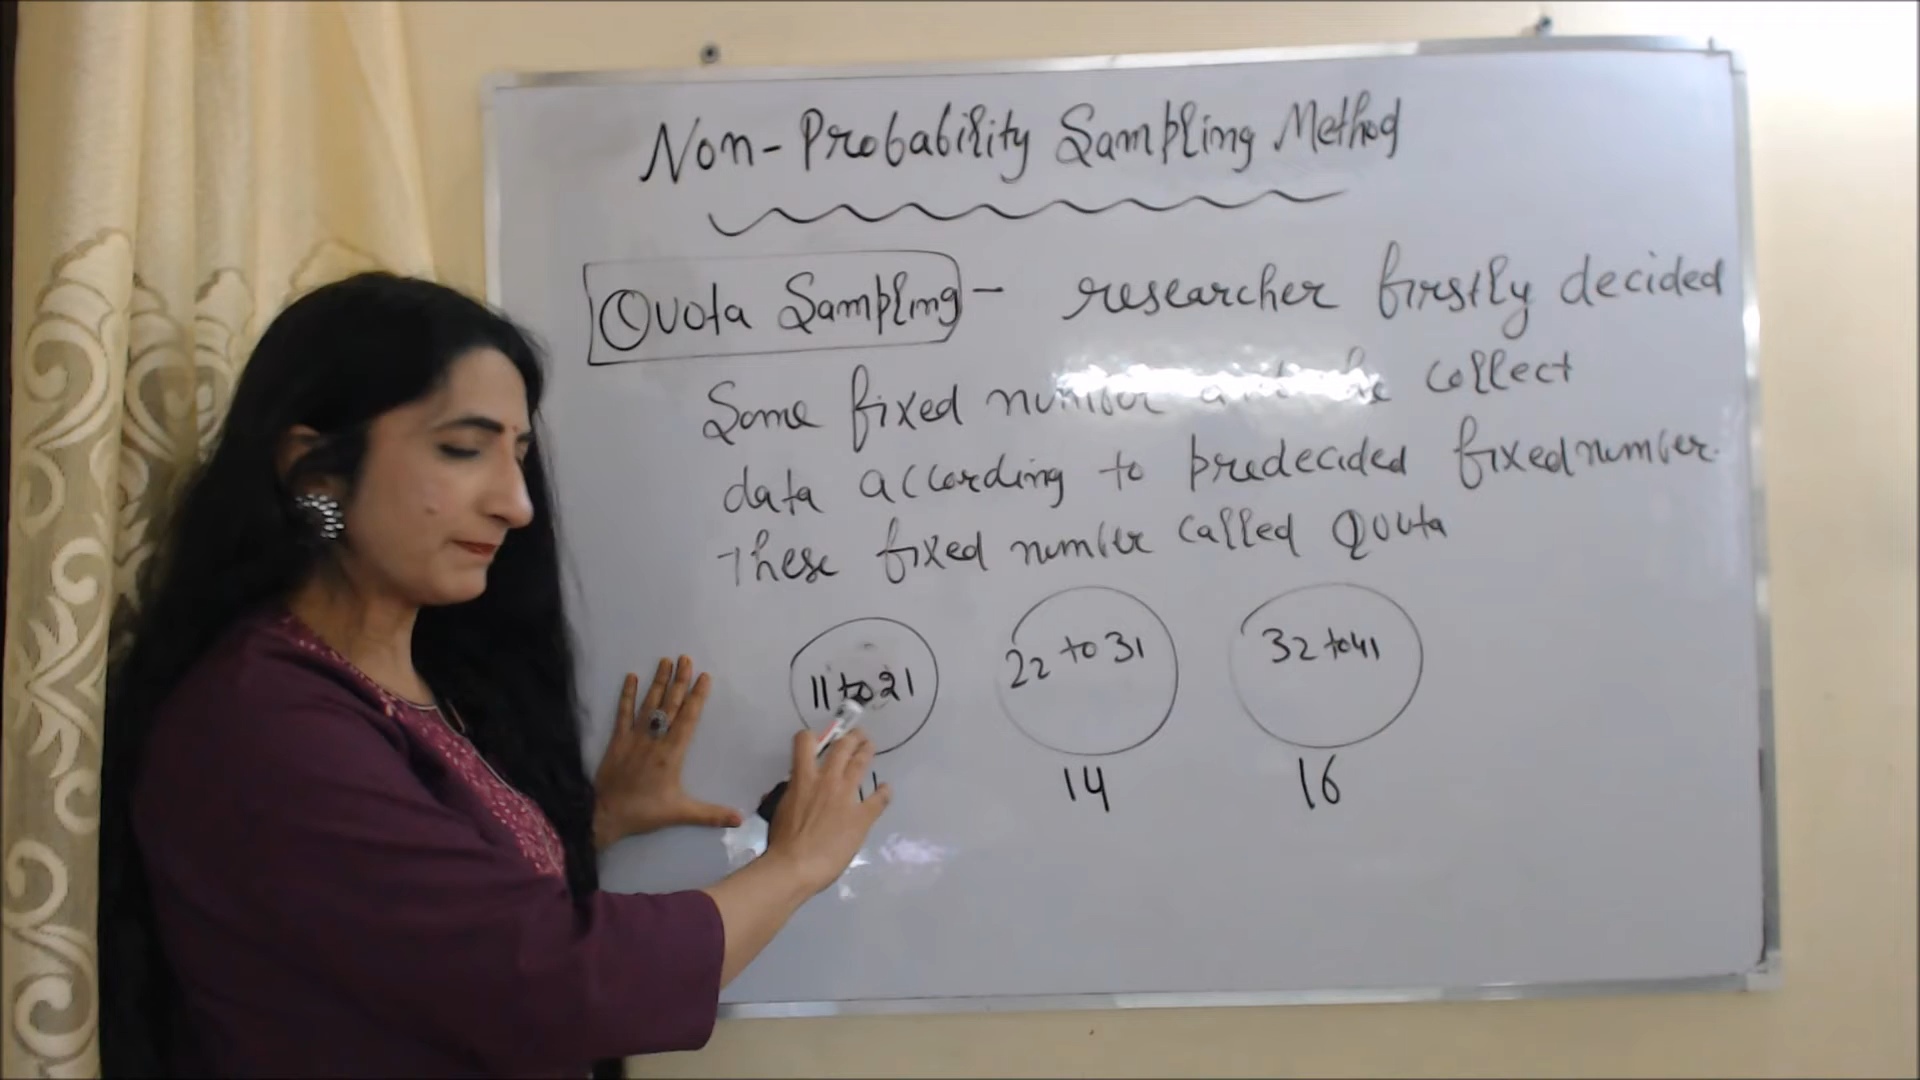 Non-Probability Sampling Method
Quota Sampling - researcher firstly decided
Some fixed number collect
data according to predecided fixed number.
These fixed number called Quota
11 to 21 22 to 31 32 to 41
14 16